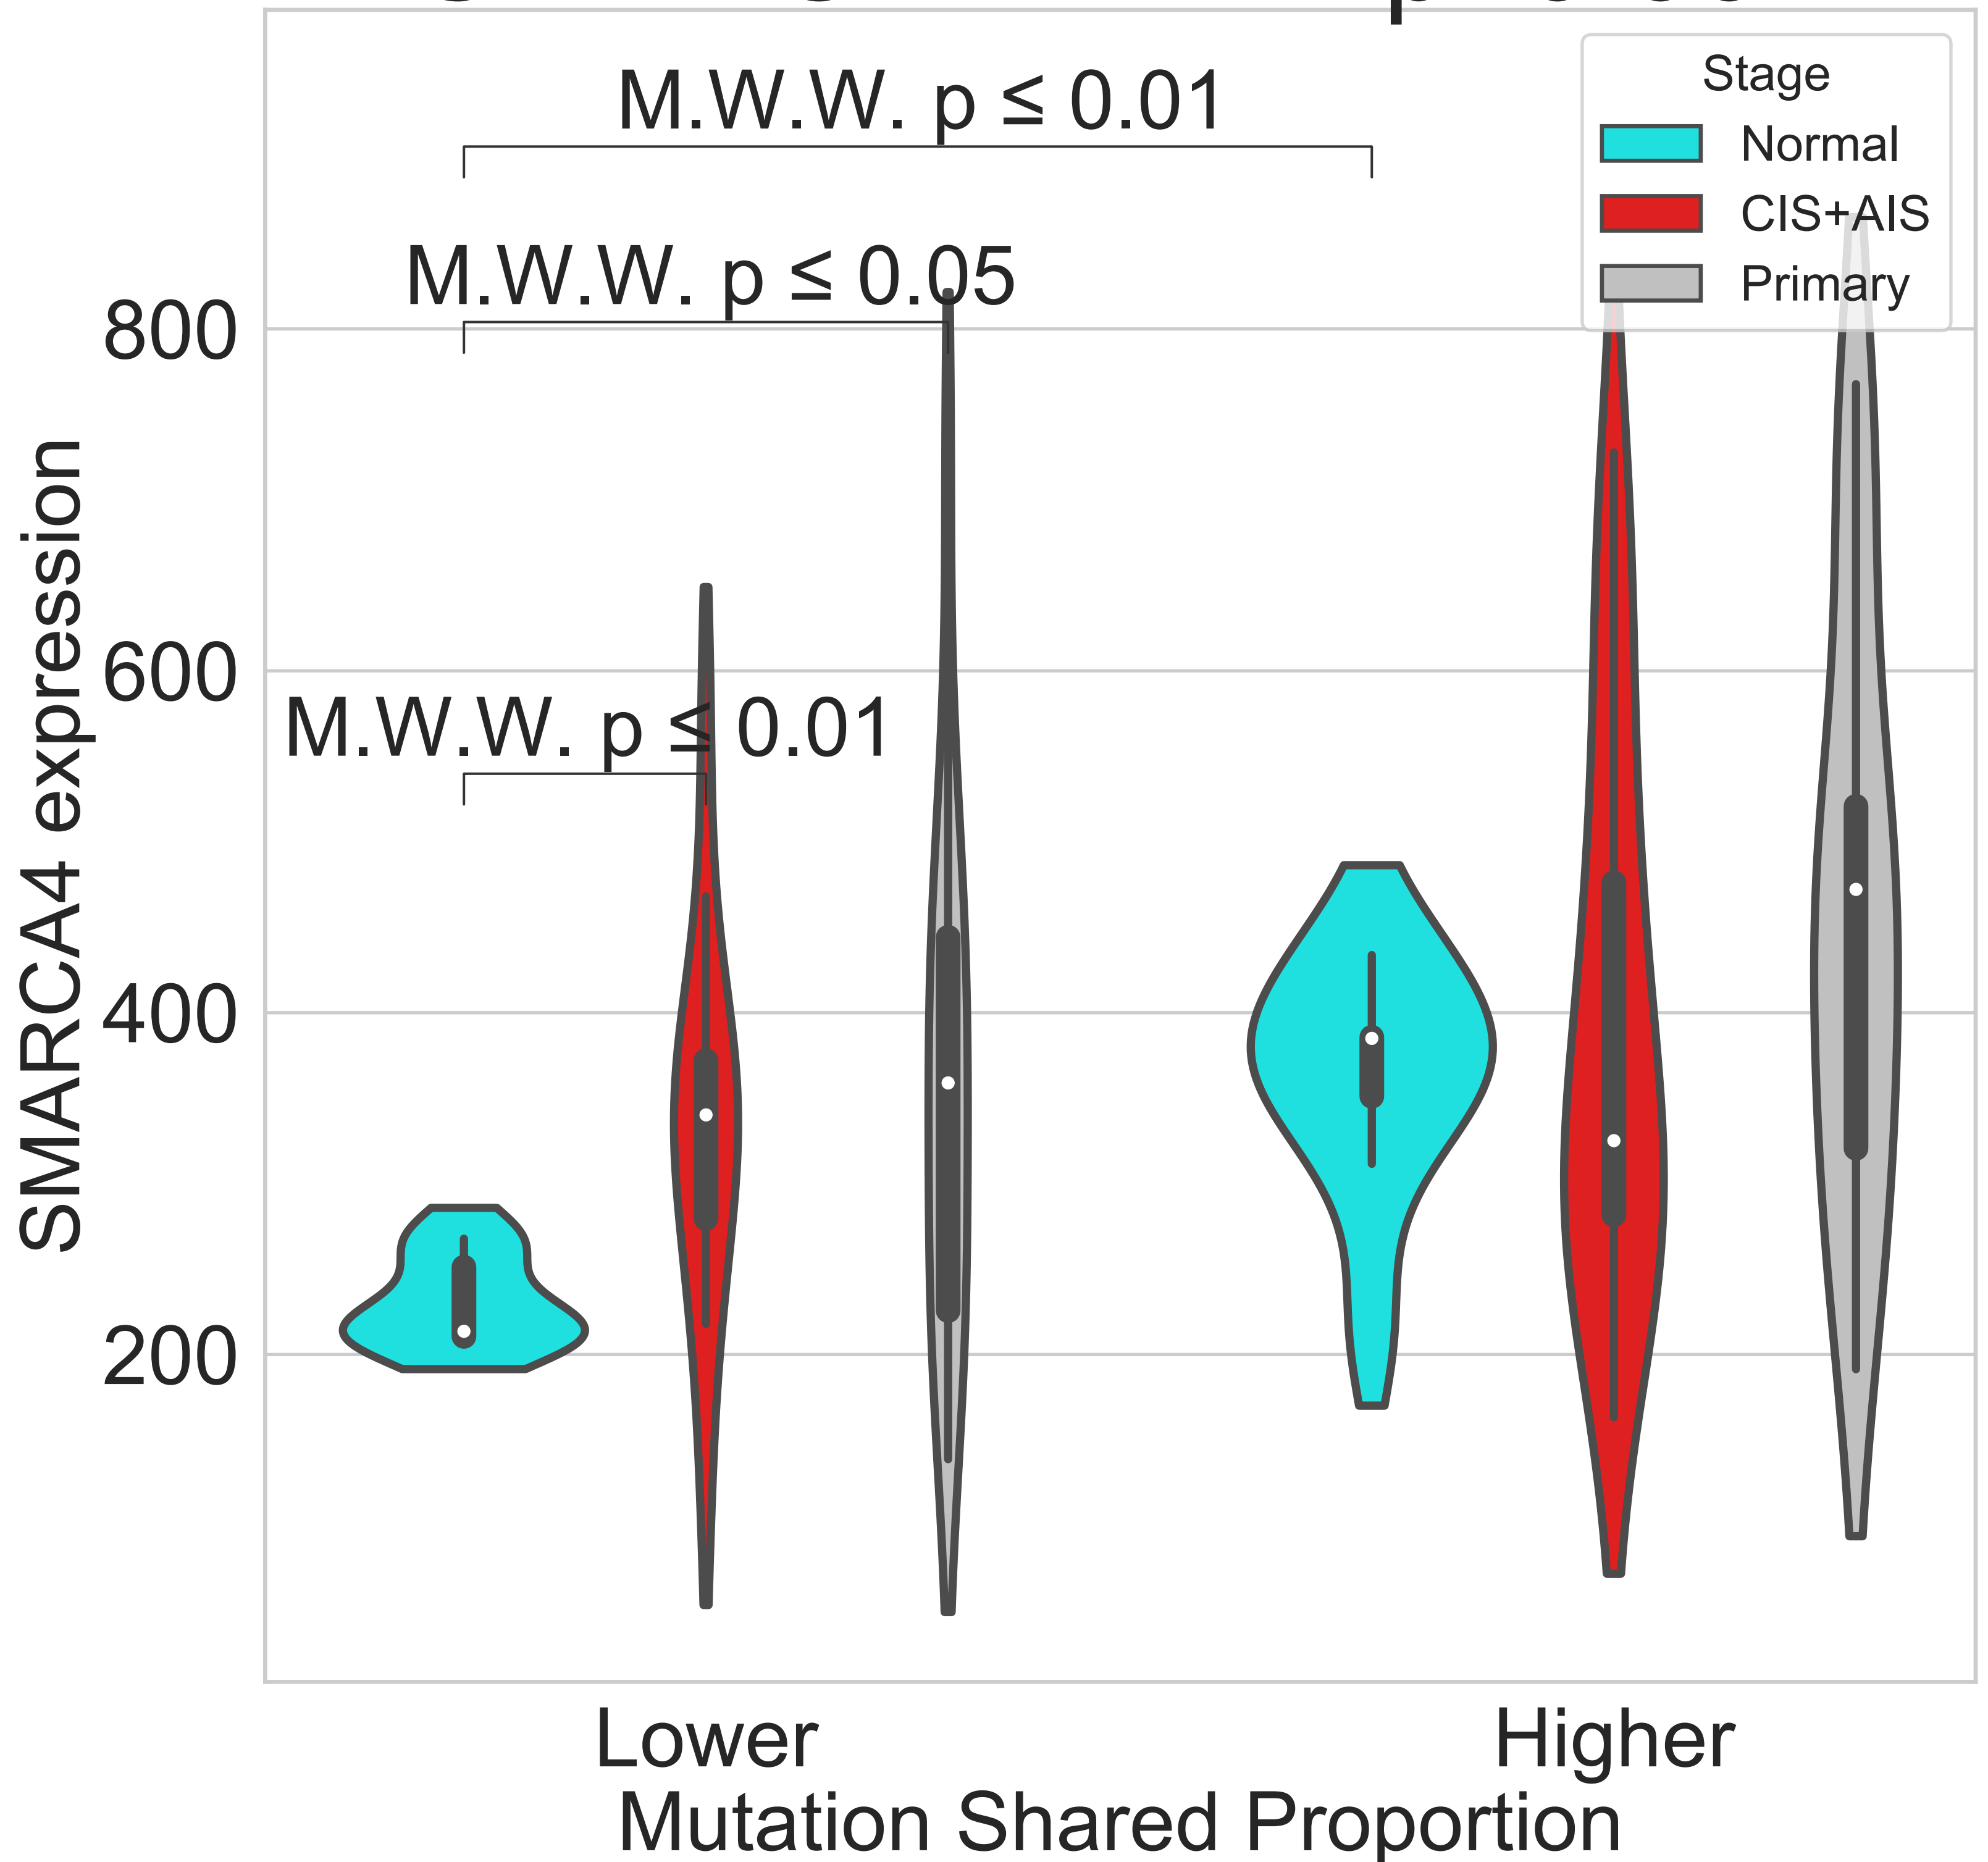 M.W.W. p ≤ 0.01
Stage
Normal
CIS+AIS
Primary
M.W.W. p ≤ 0.05
M.W.W. p ≤ 0.01
800
600
400
200
SMARCA4 expression
Lower
Higher
Mutation Shared Proportion